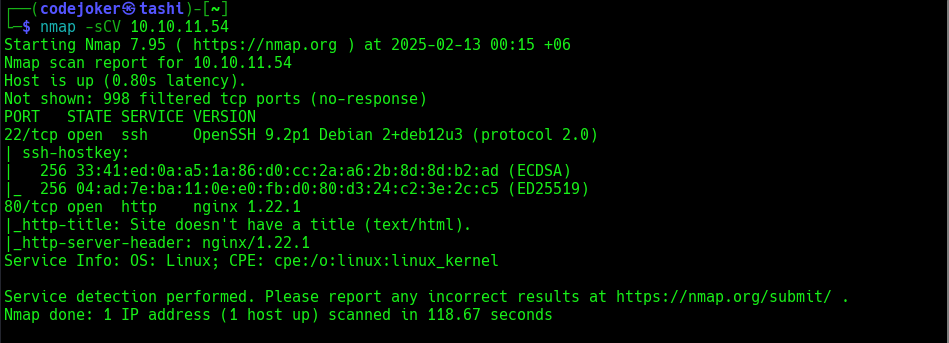 ┌──(codejoker㉿tashi)-[~]
└─$ nmap -sCV 10.10.11.54
Starting Nmap 7.95 ( https://nmap.org ) at 2025-02-13 00:15 +06
Nmap scan report for 10.10.11.54
Host is up (0.80s latency).
Not shown: 998 filtered tcp ports (no-response)
PORT   STATE SERVICE VERSION
22/tcp open  ssh     OpenSSH 9.2p1 Debian 2+deb12u3 (protocol 2.0)
| ssh-hostkey:
|   256 33:41:ed:0a:a5:1a:86:d0:cc:2a:a6:2b:8d:8d:b2:ad (ECDSA)
|_  256 04:ad:7e:ba:11:0e:e0:fb:d0:80:d3:24:c2:3e:2c:c5 (ED25519)
80/tcp open  http    nginx 1.22.1
|_http-title: Site doesn't have a title (text/html).
|_http-server-header: nginx/1.22.1
Service Info: OS: Linux; CPE: cpe:/o:linux:linux_kernel

Service detection performed. Please report any incorrect results at https://nmap.org/submit/ .
Nmap done: 1 IP address (1 host up) scanned in 118.67 seconds